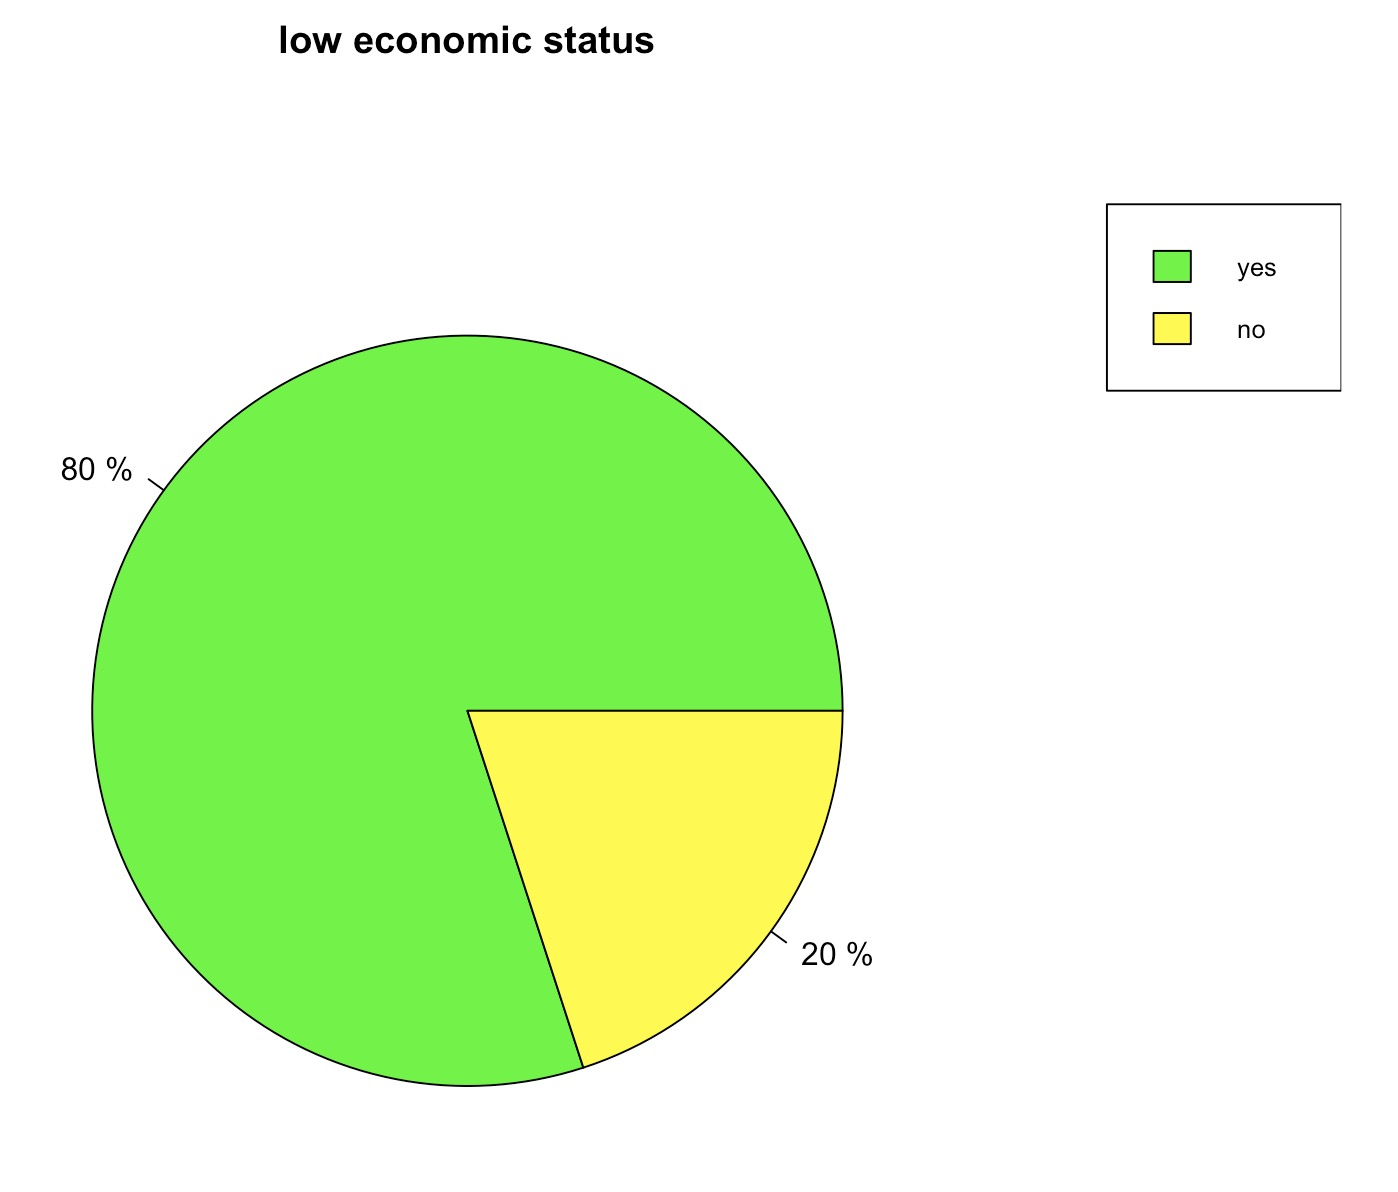 low economic status
yes
no
80 %
20 %